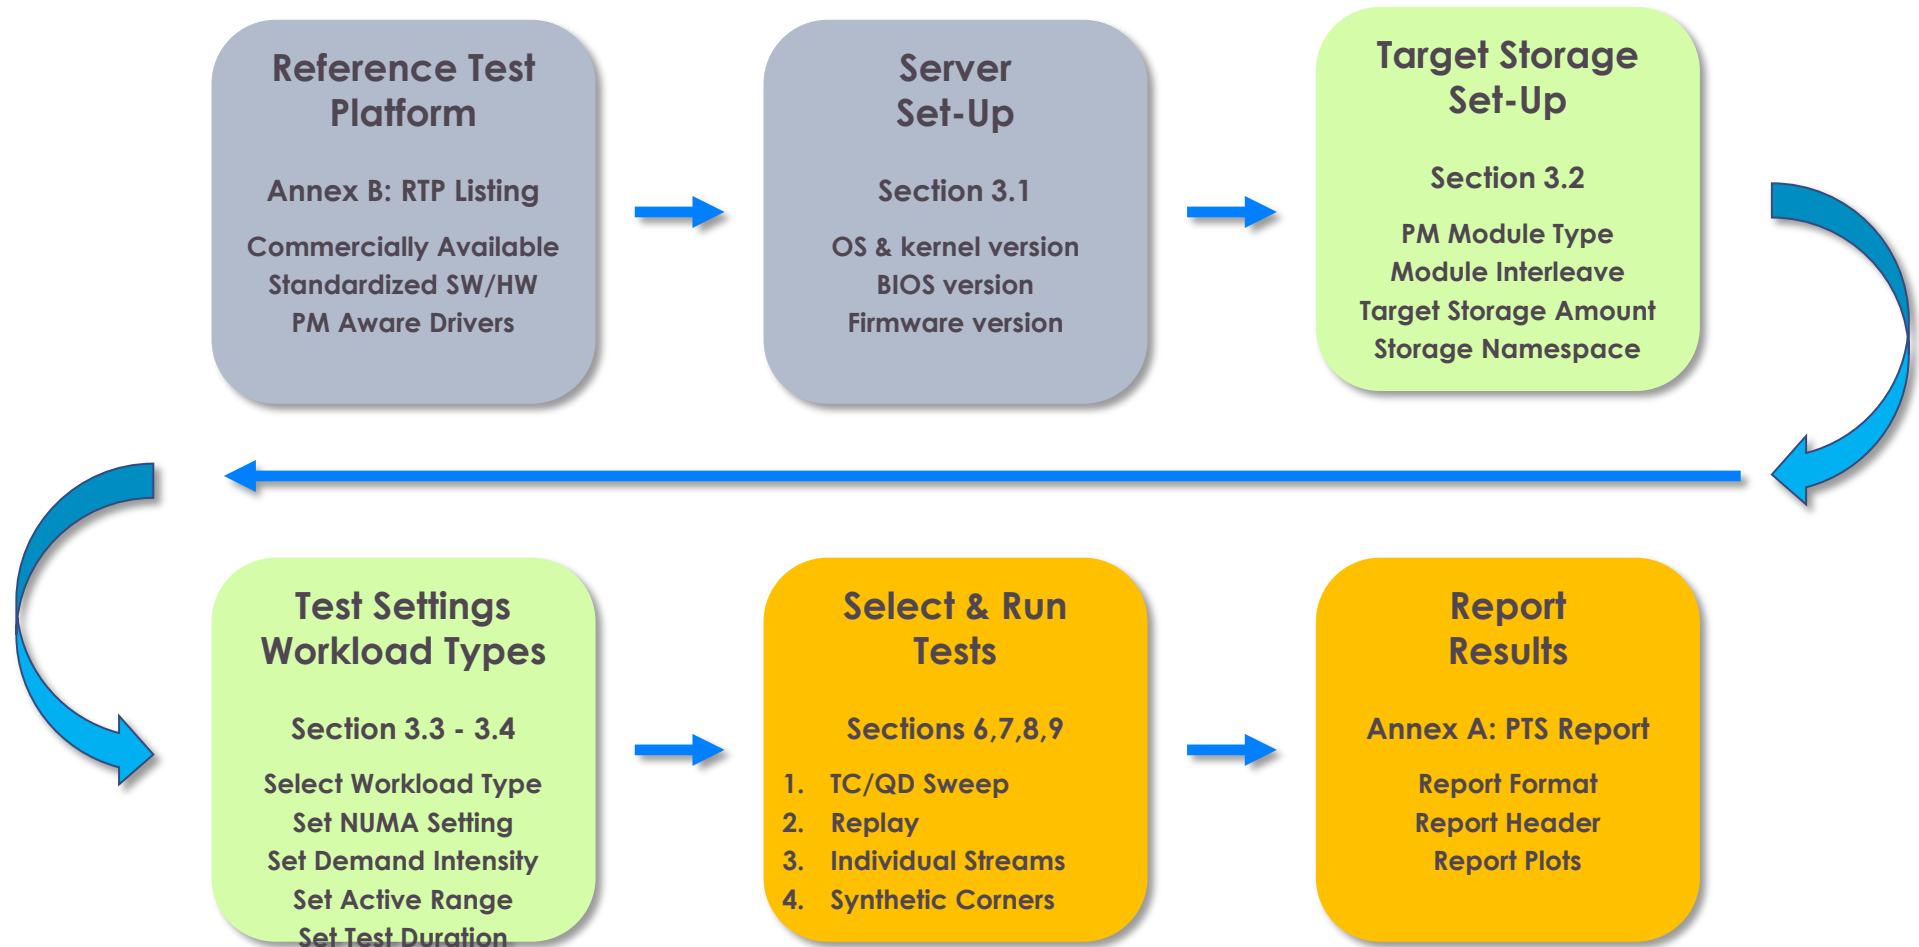 Reference Test
Platform
Annex B: RTP Listing
Commercially Available
Standardized SW/HW
PM Aware Drivers
Server
Set-Up
Section 3.1
OS & kernel version
BIOS version
Firmware version
Target Storage
Set-Up
Section 3.2
PM Module Type
Module Interleave
Target Storage Amount
Storage Namespace
Test Settings
Workload Types
Section 3.3 - 3.4
Select Workload Type
Set NUMA Setting
Set Demand Intensity
Set Active Range
Set Test Duration
Select & Run
Tests
Sections 6,7,8,9
1. TC/QD Sweep
2. Replay
3. Individual Streams
4. Synthetic Corners
Report
Results
Annex A: PTS Report
Report Format
Report Header
Report Plots